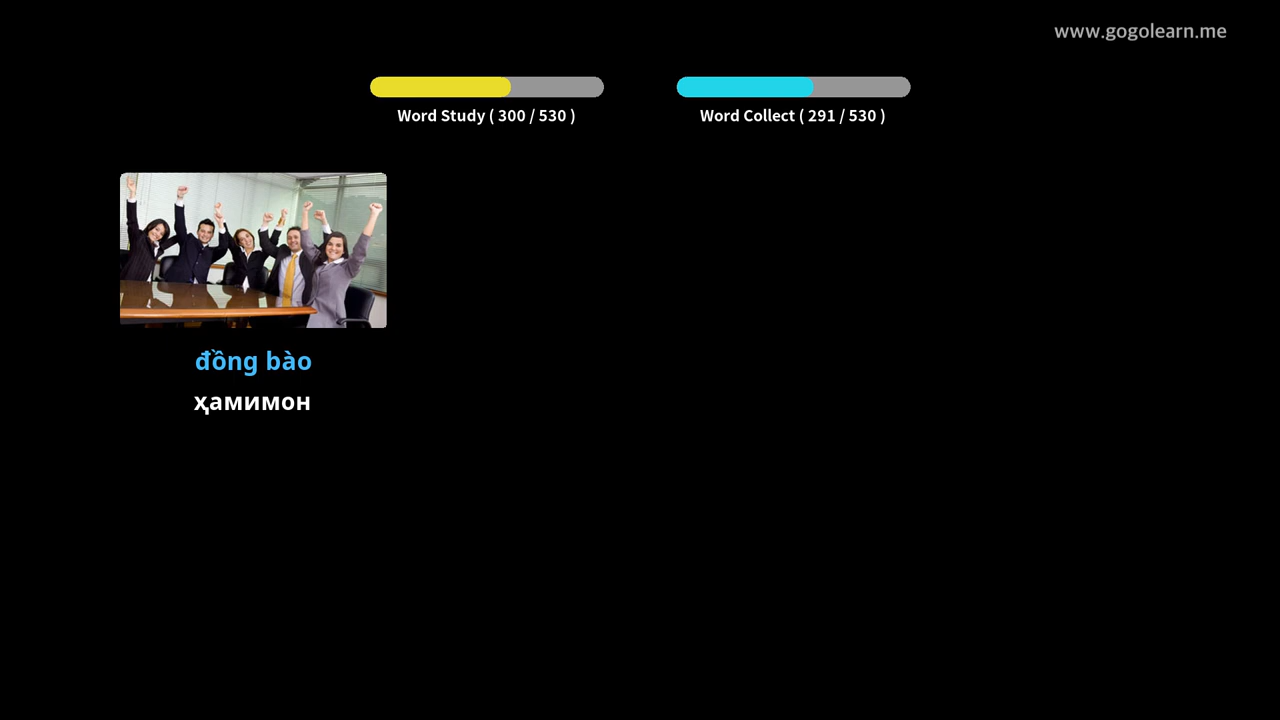 www.gogolearn.me
Word Study ( 300 / 530 )
Word Collect ( 291 / 530 )
đồng bào
ҳамимон